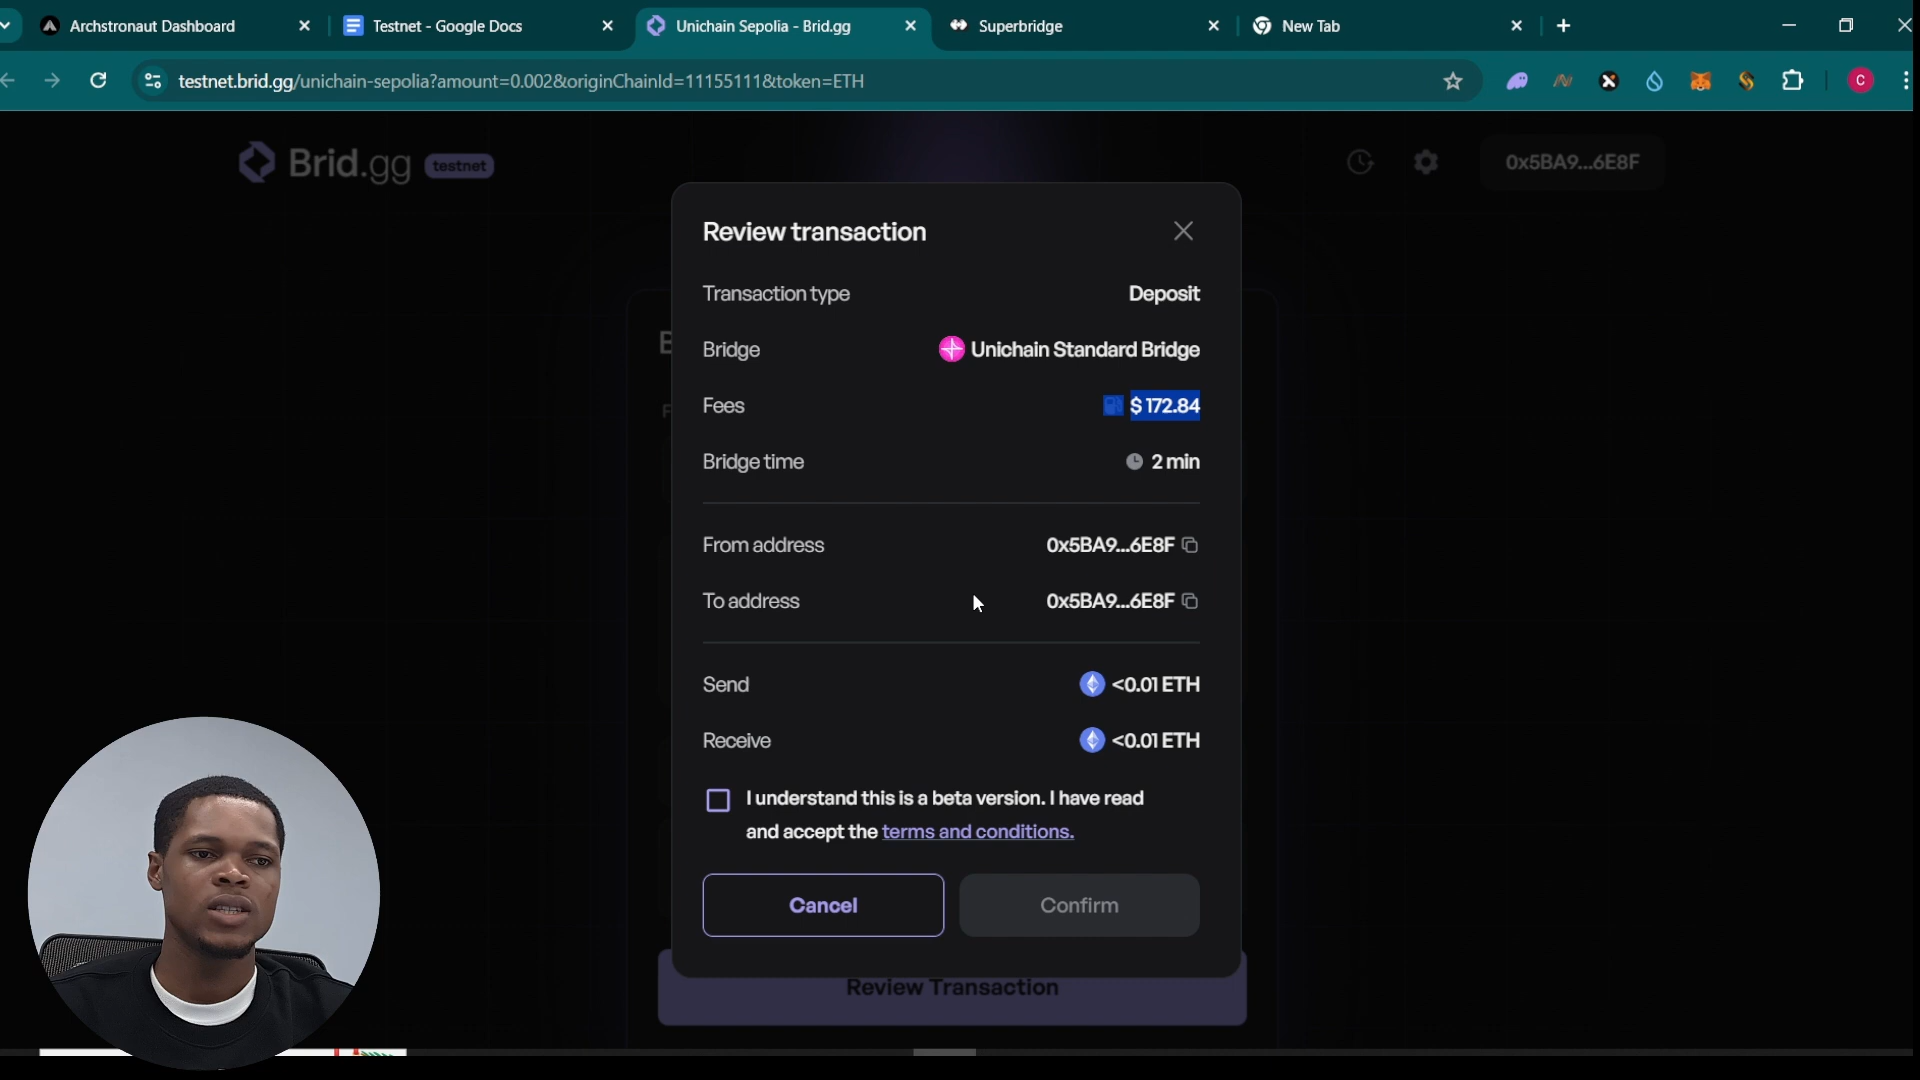 Archstronaut Dashboard
Testnet - Google Docs
Unichain Sepolia - Brid.gg
Superbridge
New Tab
testnet.brid.gg/unichain-sepolia?amount=0.002&originChainId=11155111&token=ETH
C
Brid.gg testnet
0x5BA9...6E8F
Review transaction
Transaction type Deposit
Bridge Unichain Standard Bridge
Fees $ 172.84
Bridge time 2 min
From address 0x5BA9...6E8F
To address 0x5BA9...6E8F
Send <0.01 ETH
Receive <0.01 ETH
I understand this is a beta version. I have read
and accept the terms and conditions.
Cancel Confirm
Review Transaction